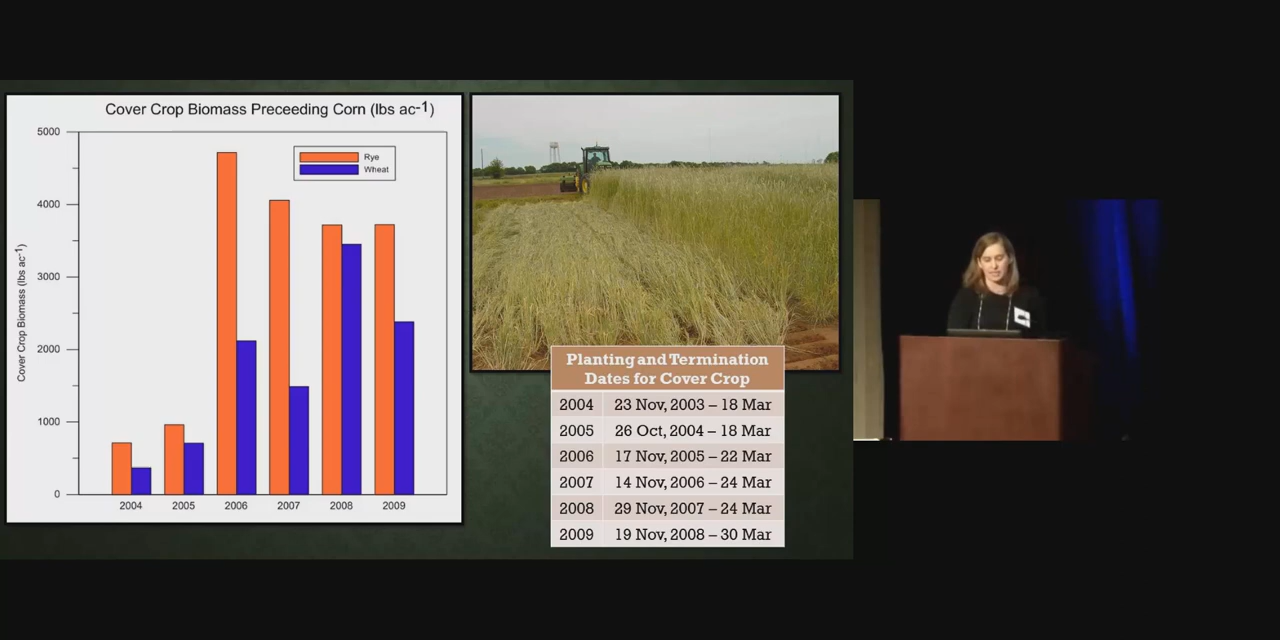 Cover Crop Biomass Preceeding Corn (lbs ac-1)
5000
4000
3000
2000
1000
0
Cover Crop Biomass (lbs ac-1)
Rye
Wheat
2004 2005 2006 2007 2008 2009
Planting and Termination
Dates for Cover Crop
2004 23 Nov, 2003 – 18 Mar
2005 26 Oct, 2004 – 18 Mar
2006 17 Nov, 2005 – 22 Mar
2007 14 Nov, 2006 – 24 Mar
2008 29 Nov, 2007 – 24 Mar
2009 19 Nov, 2008 – 30 Mar